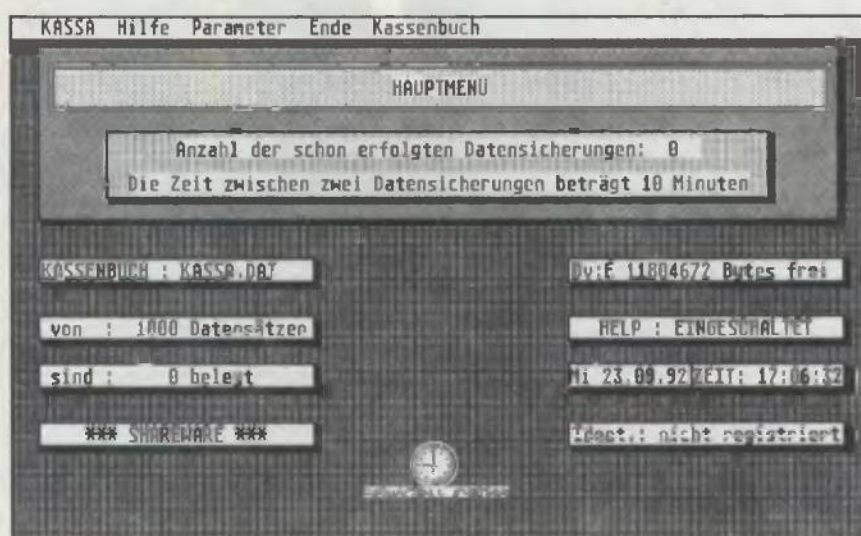 KASSA Hilfe Parameter Ende Kassenbuch
HAUPTMENÜ
Anzahl der schon erfolgten Datensicherungen: 0
Die Zeit zwischen zwei Datensicherungen beträgt 10 Minuten
KASSENBUCH : KASSA.DAT
von : 1000 Datensätzen
sind : 0 belegt
*** SHAREWARE ***
Dv:E 11804672 Bytes frei
HELP : EINGESCHALTET
Mi 23.09.92 ZEIT: 17:06:32
Ident.: nicht registriert